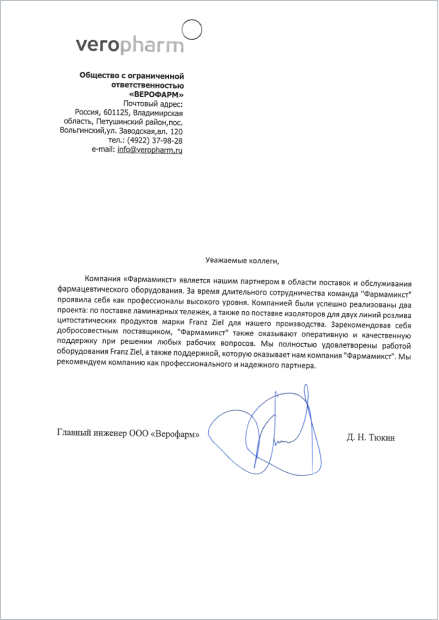 veropharm
Общество с ограниченной
ответственностью
«ВЕРОФАРМ»
Почтовый адрес:
Россия, 601125, Владимирская
область, Петушинский район,пос.
Вольгинский,ул. Заводская,вл. 120
тел.: (4922) 37-98-28
e-mail: info@veropharm.ru
Уважаемые коллеги,
Компания «Фармамикст» является нашим партнером в области поставок и обслуживания
фармацевтического оборудования. За время длительного сотрудничества команда "Фармамикст"
проявила себя как профессионалы высокого уровня. Компанией были успешно реализованы два
проекта: по поставке ламинарных тележек, а также по поставке изоляторов для двух линий розлива
цитостатических продуктов марки Franz Ziel для нашего производства. Зарекомендовав себя
добросовестным поставщиком, "Фармамикст" также оказывают оперативную и качественную
поддержку при решении любых рабочих вопросов. Мы полностью удовлетворены работой
оборудования Franz Ziel, а также поддержкой, которую оказывает нам компания "Фармамикст". Мы
рекомендуем компанию как профессионального и надежного партнера.
Главный инженер ООО «Верофарм» Д. Н. Тюкин